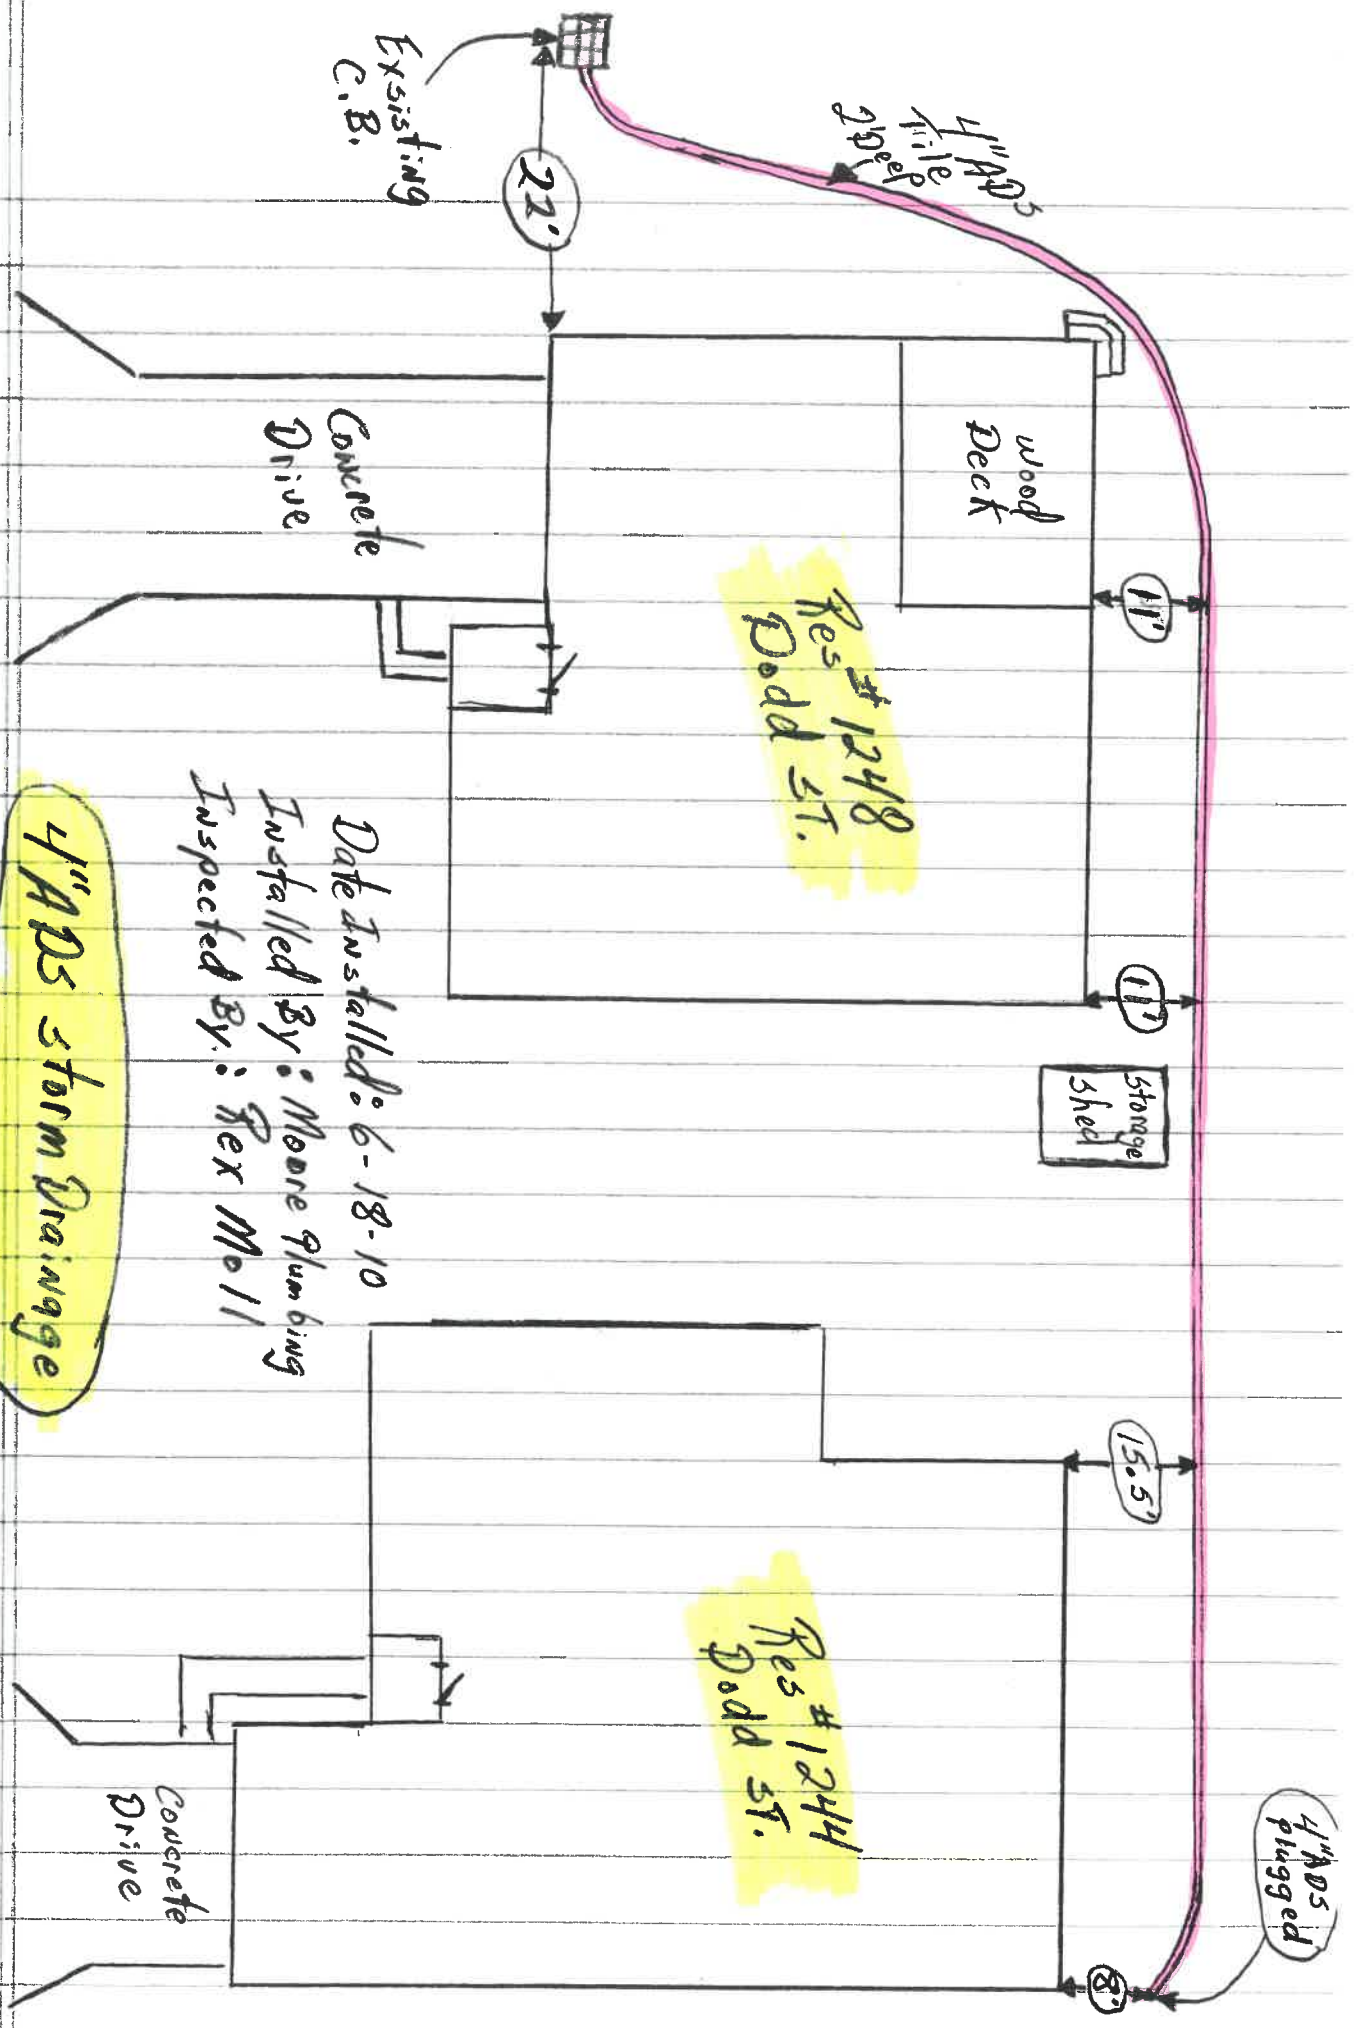 4"ADS
Tile
2'Deep
Exsisting
C.B.
22'
Wood
Deck
11'
11'
Storage
Shed
15.5'
8'
4"ADS
plugged
Res # 1248
Dodd ST.
Res # 1244
Dodd ST.
Concrete
Drive
Concrete
Drive
Date Installed: 6-18-10
Installed By: Moore Plumbing
Inspected By: Rex Moll
4"ADS Storm Drainage